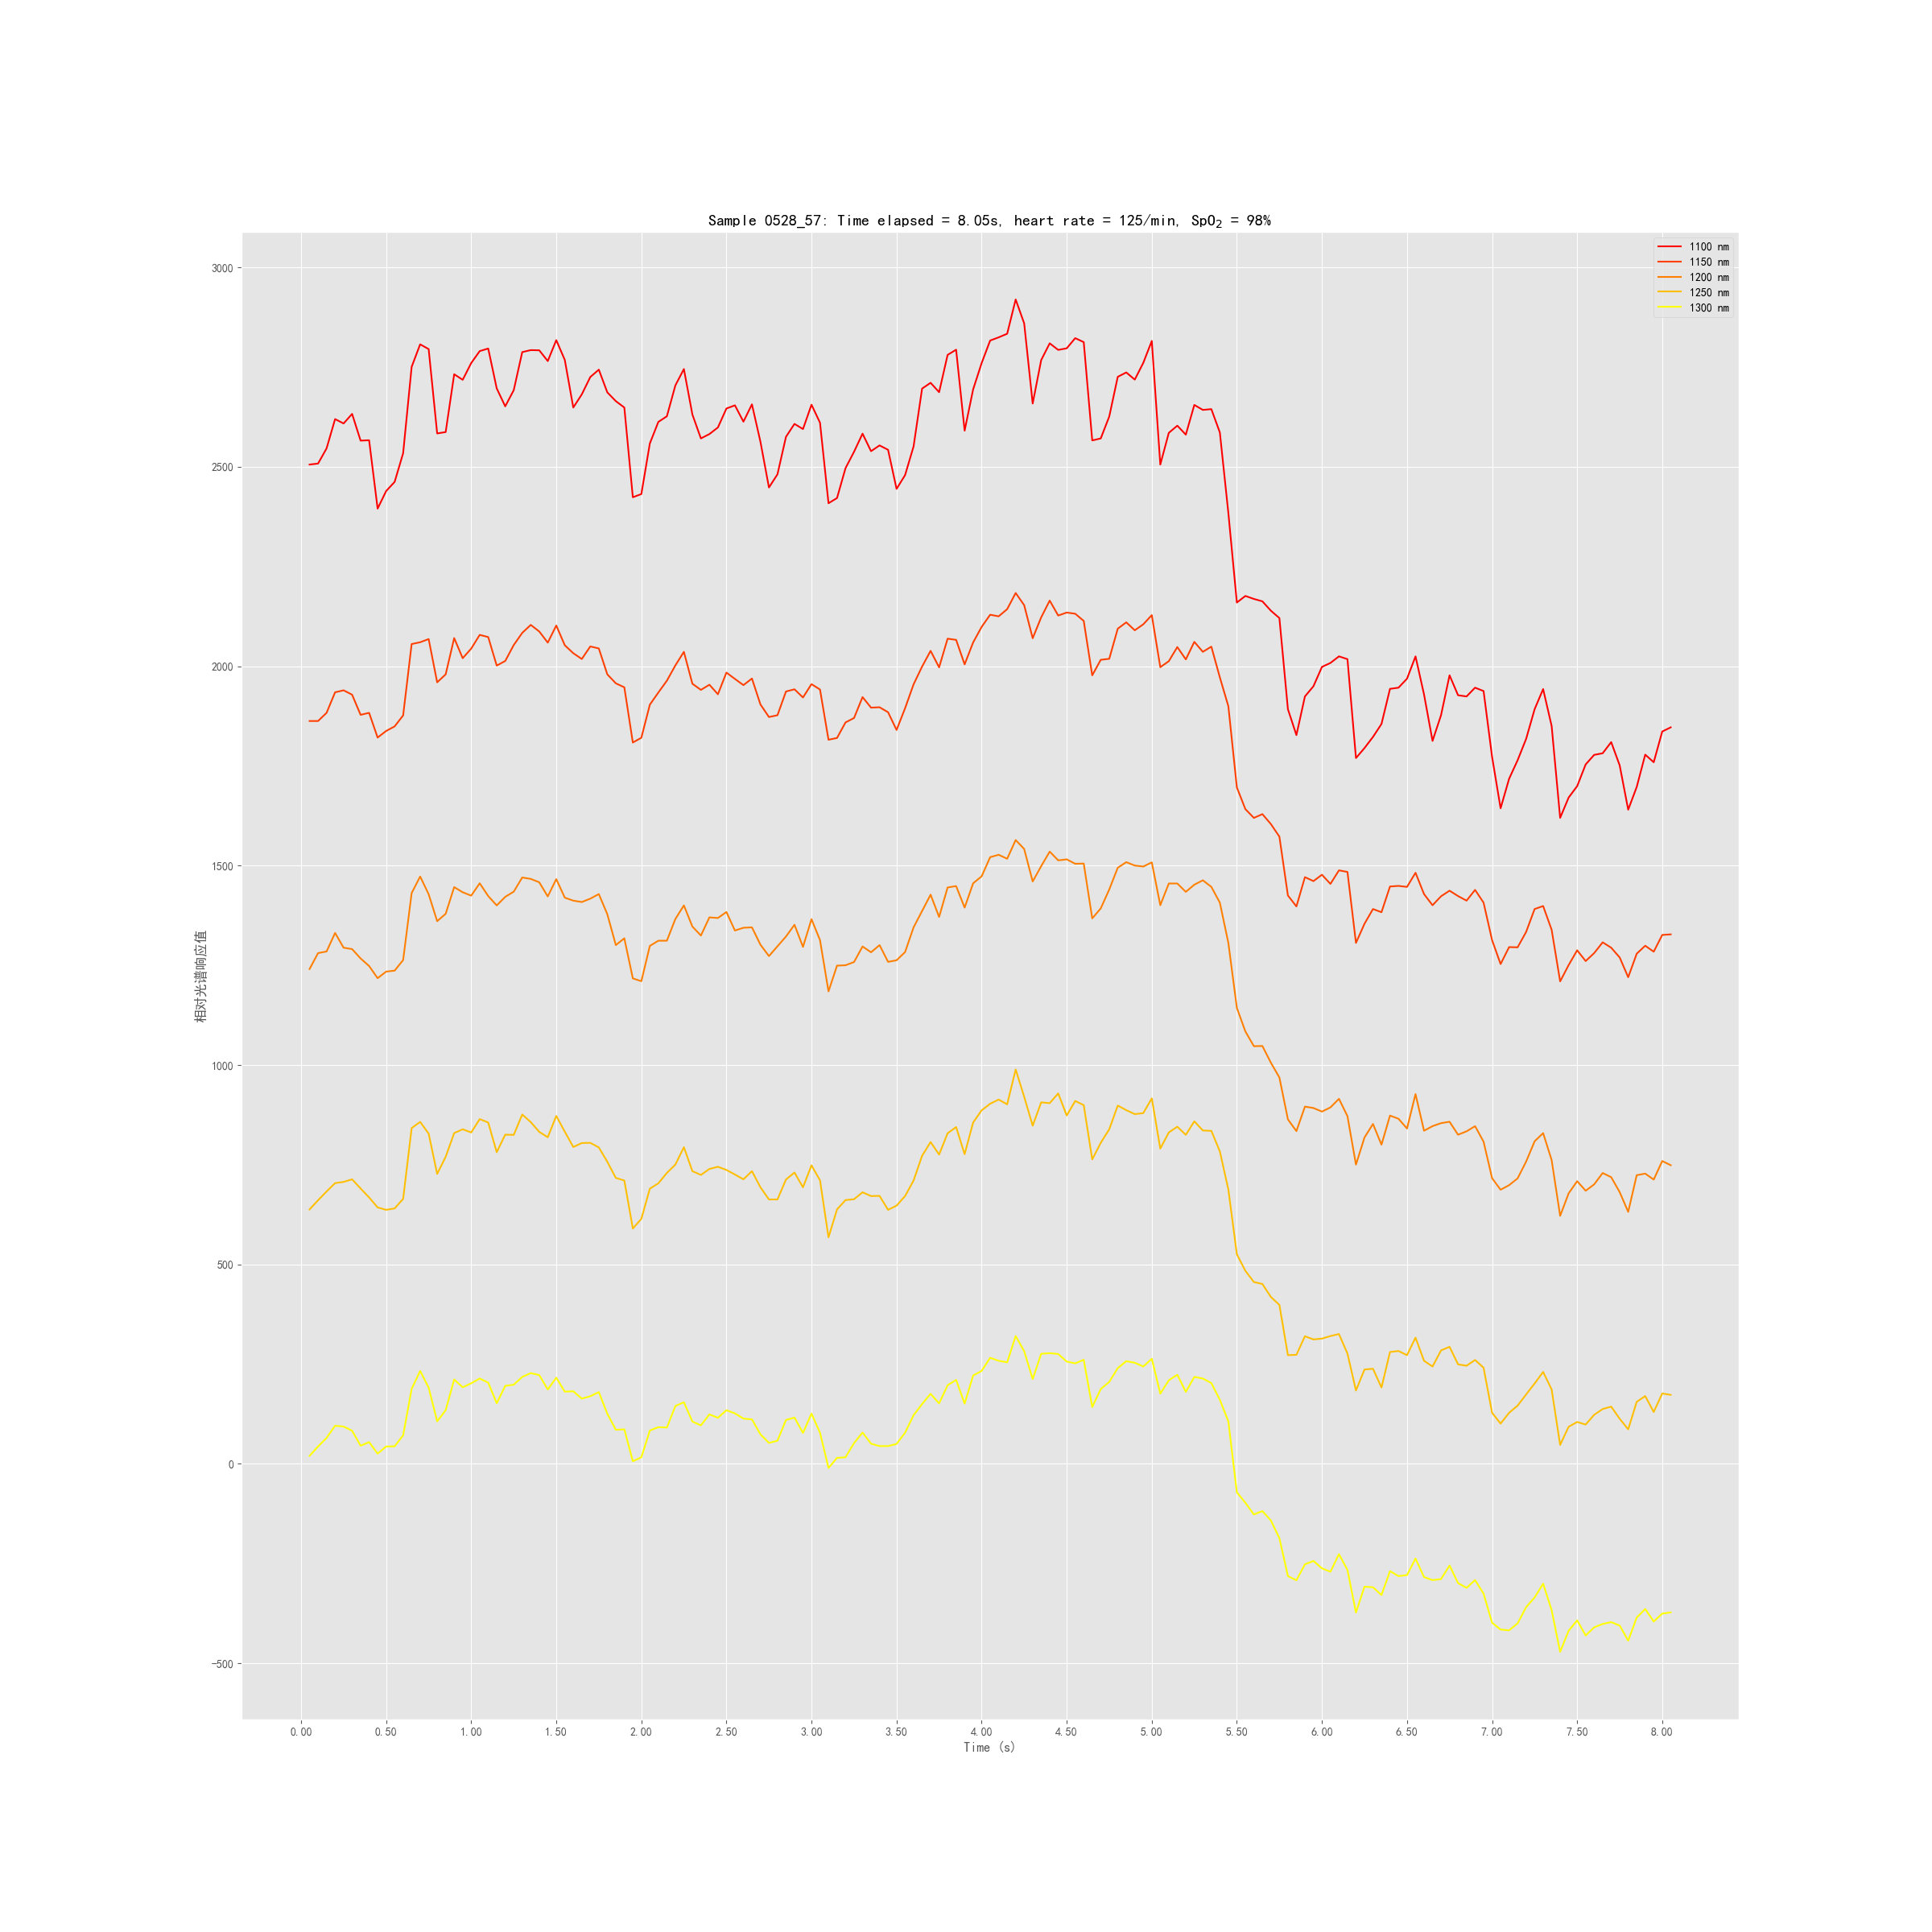 Sample 0528_57: Time elapsed = 8.05s, heart rate = 125/min, SpO₂ = 98%
1100 nm
1150 nm
1200 nm
1250 nm
1300 nm
3000
2500
2000
1500
1000
500
0
−500
相对光谱响应值
0.00 0.50 1.00 1.50 2.00 2.50 3.00 3.50 4.00 4.50 5.00 5.50 6.00 6.50 7.00 7.50 8.00
Time (s)